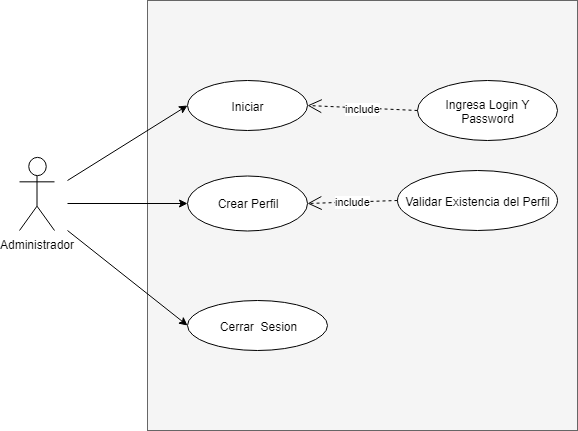 Iniciar
include
Ingresa Login Y
Password
Crear Perfil
include
Validar Existencia del Perfil
Administrador
Cerrar Sesion